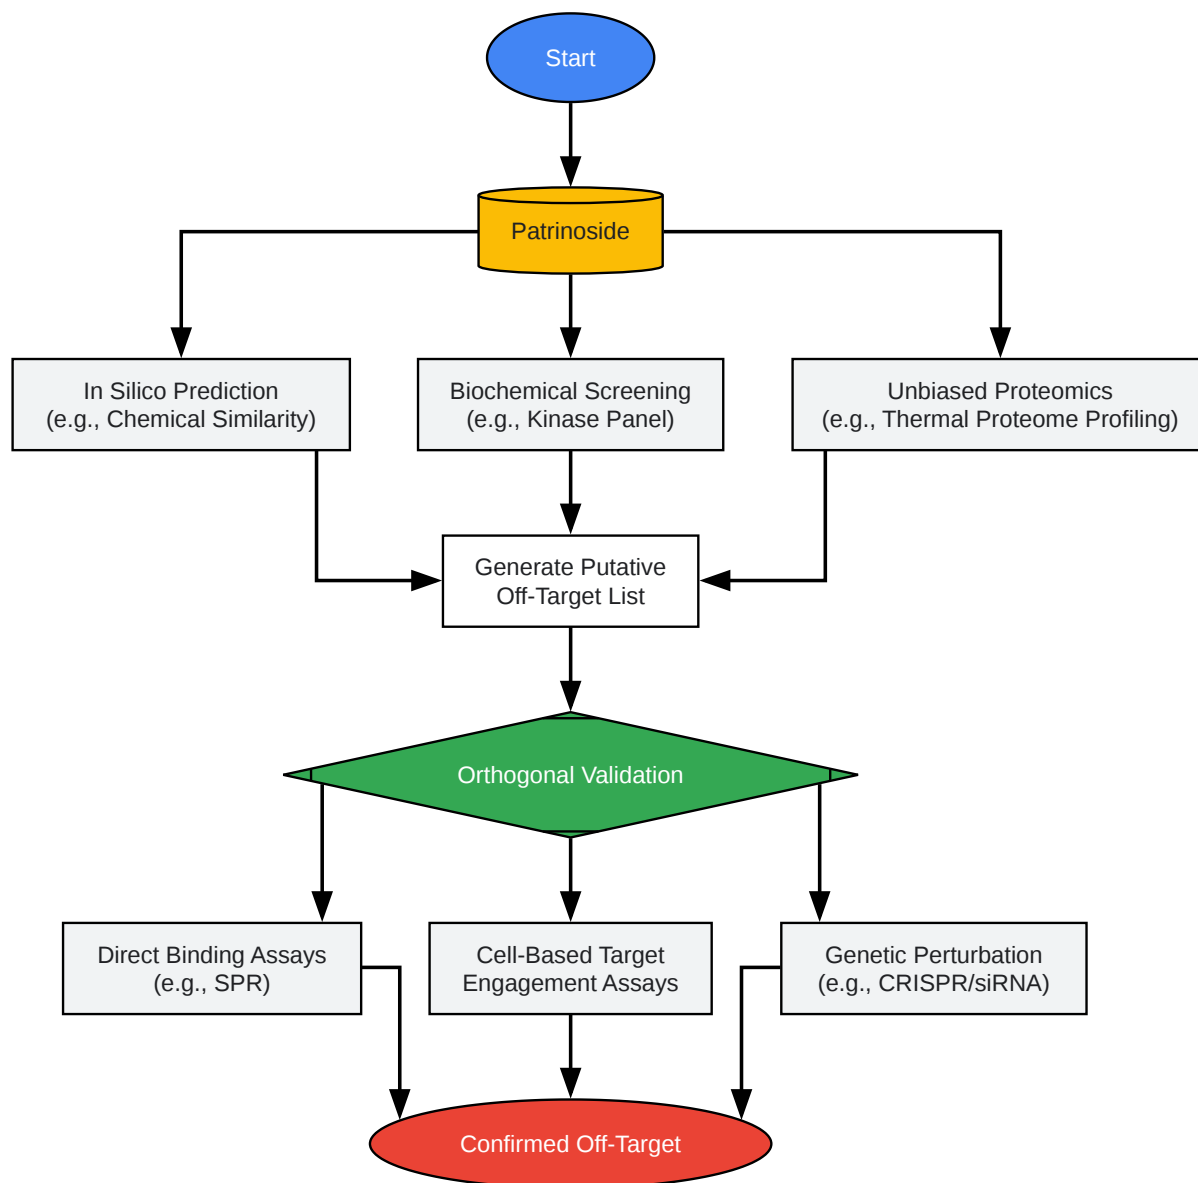 Start
Patrinoside
In Silico Prediction
(e.g., Chemical Similarity)
Biochemical Screening
(e.g., Kinase Panel)
Unbiased Proteomics
(e.g., Thermal Proteome Profiling)
Generate Putative
Off-Target List
Orthogonal Validation
Direct Binding Assays
(e.g., SPR)
Cell-Based Target
Engagement Assays
Genetic Perturbation
(e.g., CRISPR/siRNA)
Confirmed Off-Target